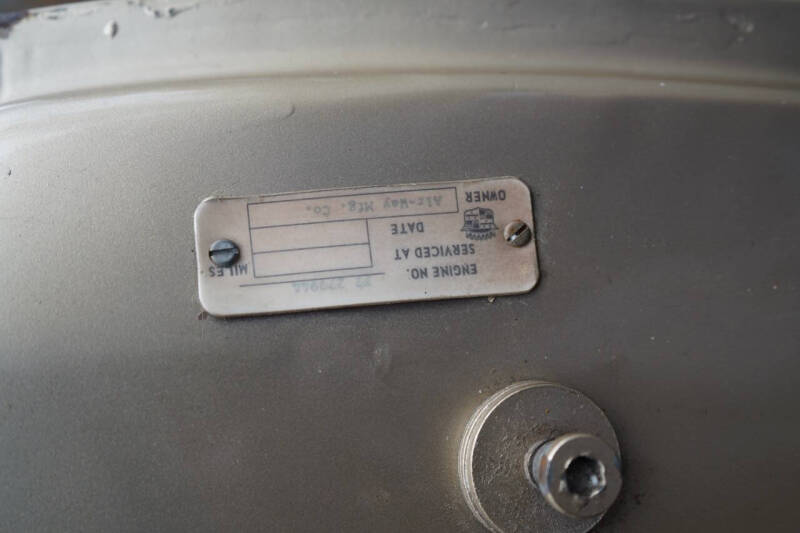 ENGINE NO.
SERVICED AT MILES
DATE
OWNER Air-Way Mfg. Co.